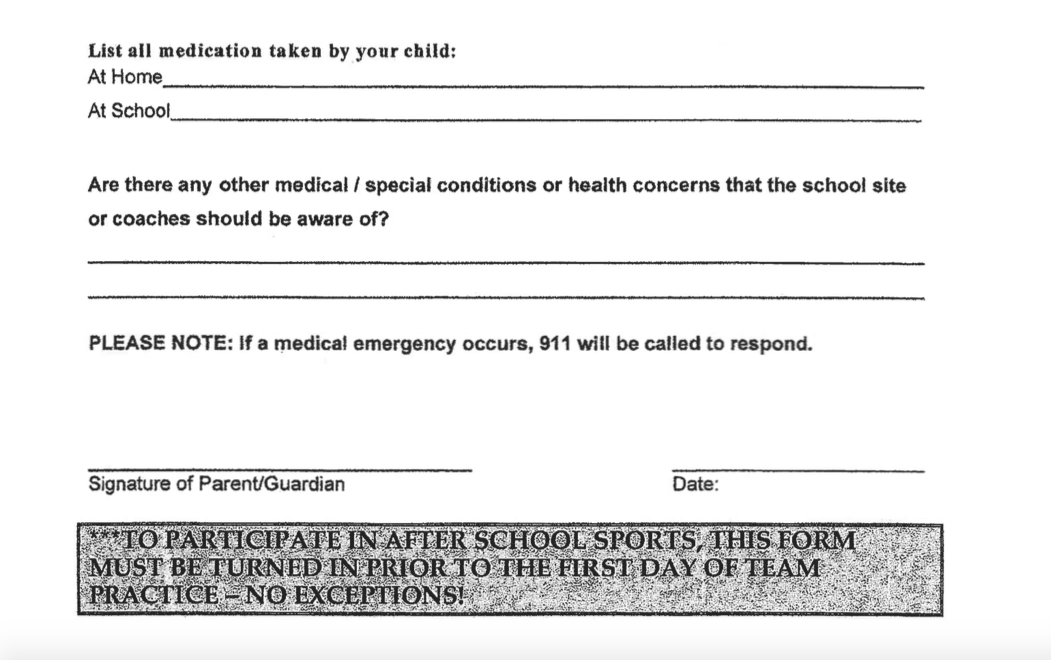 List all medication taken by your child:
At Home
At School
Are there any other medical / special conditions or health concerns that the school site
or coaches should be aware of?
PLEASE NOTE: If a medical emergency occurs, 911 will be called to respond.
Signature of Parent/Guardian
Date:
***TO PARTICIPATE IN AFTER SCHOOL SPORTS, THIS FORM
MUST BE TURNED IN PRIOR TO THE FIRST DAY OF TEAM
PRACTICE – NO EXCEPTIONS!